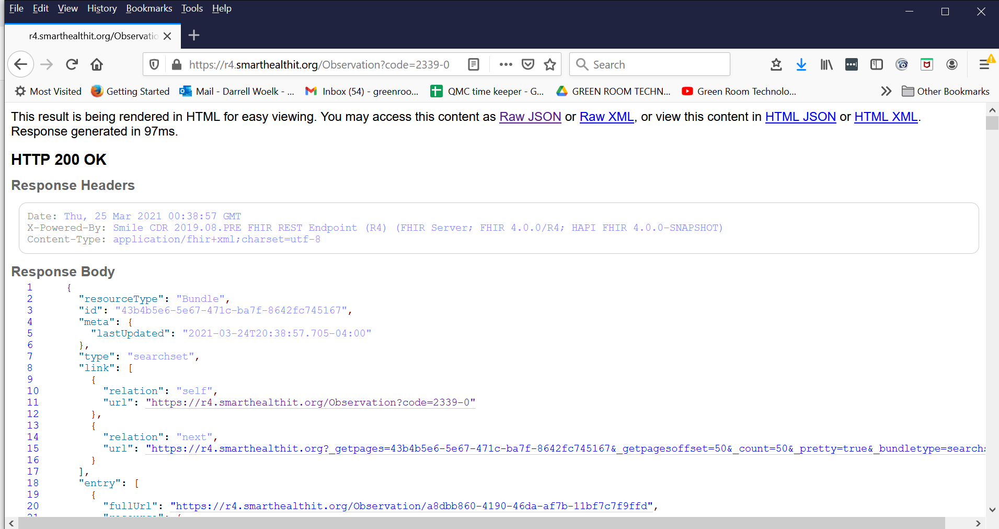 File Edit View History Bookmarks Tools Help
r4.smarthealthit.org/Observatio
https://r4.smarthealthit.org/Observation?code=2339-0 Search
Most Visited Getting Started Mail - Darrell Woelk - ... Inbox (54) - greenroo... QMC time keeper - G... GREEN ROOM TECHN... Green Room Technolo... Other Bookmarks
This result is being rendered in HTML for easy viewing. You may access this content as Raw JSON or Raw XML, or view this content in HTML JSON or HTML XML.
Response generated in 97ms.
HTTP 200 OK
Response Headers
Date: Thu, 25 Mar 2021 00:38:57 GMT
X-Powered-By: Smile CDR 2019.08.PRE FHIR REST Endpoint (R4) (FHIR Server; FHIR 4.0.0/R4; HAPI FHIR 4.0.0-SNAPSHOT)
Content-Type: application/fhir+xml;charset=utf-8
Response Body
1 {
2 "resourceType": "Bundle",
3 "id": "43b4b5e6-5e67-471c-ba7f-8642fc745167",
4 "meta": {
5 "lastUpdated": "2021-03-24T20:38:57.705-04:00"
6 },
7 "type": "searchset",
8 "link": [
9 {
10 "relation": "self",
11 "url": "https://r4.smarthealthit.org/Observation?code=2339-0"
12 },
13 {
14 "relation": "next",
15 "url": "https://r4.smarthealthit.org?_getpages=43b4b5e6-5e67-471c-ba7f-8642fc745167&_getpagesoffset=50&_count=50&_pretty=true&_bundletype=search
16 }
17 ],
18 "entry": [
19 {
20 "fullUrl": "https://r4.smarthealthit.org/Observation/a8dbb860-4190-46da-af7b-11bf7c7f9ffd",